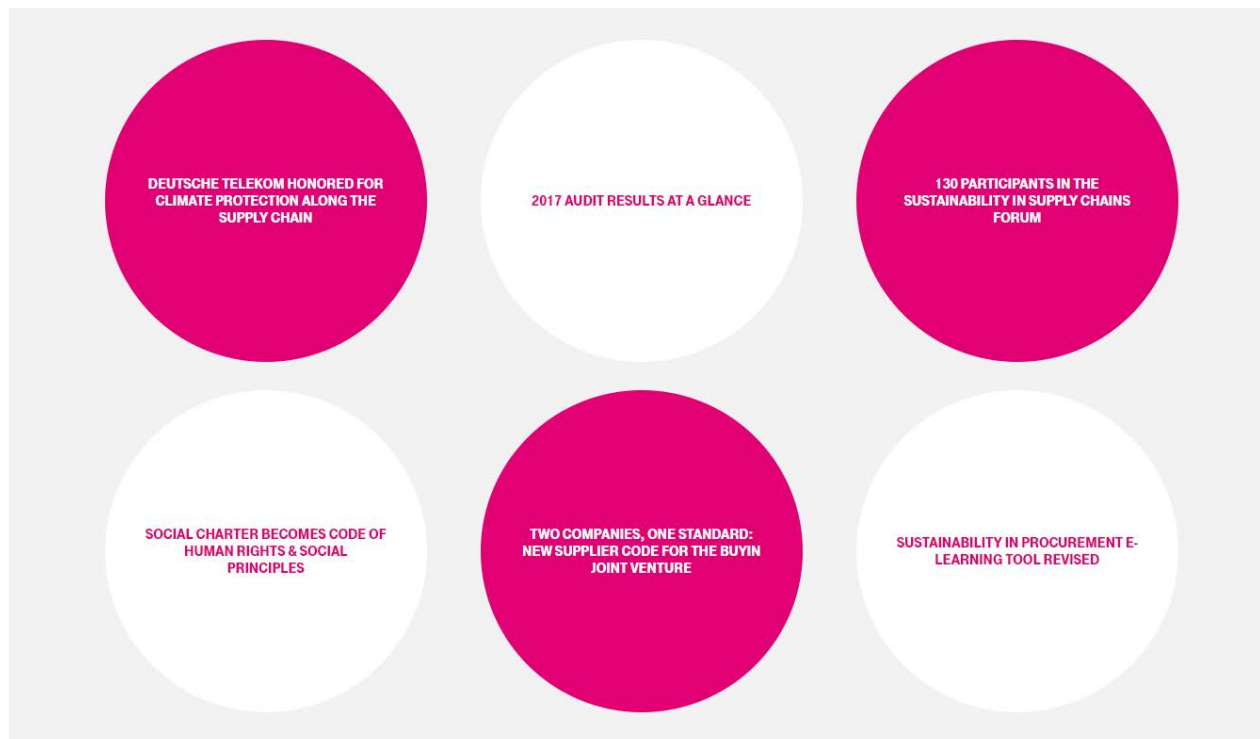 DEUTSCHE TELEKOM HONORED FOR
CLIMATE PROTECTION ALONG THE
SUPPLY CHAIN
2017 AUDIT RESULTS AT A GLANCE
130 PARTICIPANTS IN THE
SUSTAINABILITY IN SUPPLY CHAINS
FORUM
SOCIAL CHARTER BECOMES CODE OF
HUMAN RIGHTS & SOCIAL
PRINCIPLES
TWO COMPANIES, ONE STANDARD:
NEW SUPPLIER CODE FOR THE BUYIN
JOINT VENTURE
SUSTAINABILITY IN PROCUREMENT E-
LEARNING TOOL REVISED